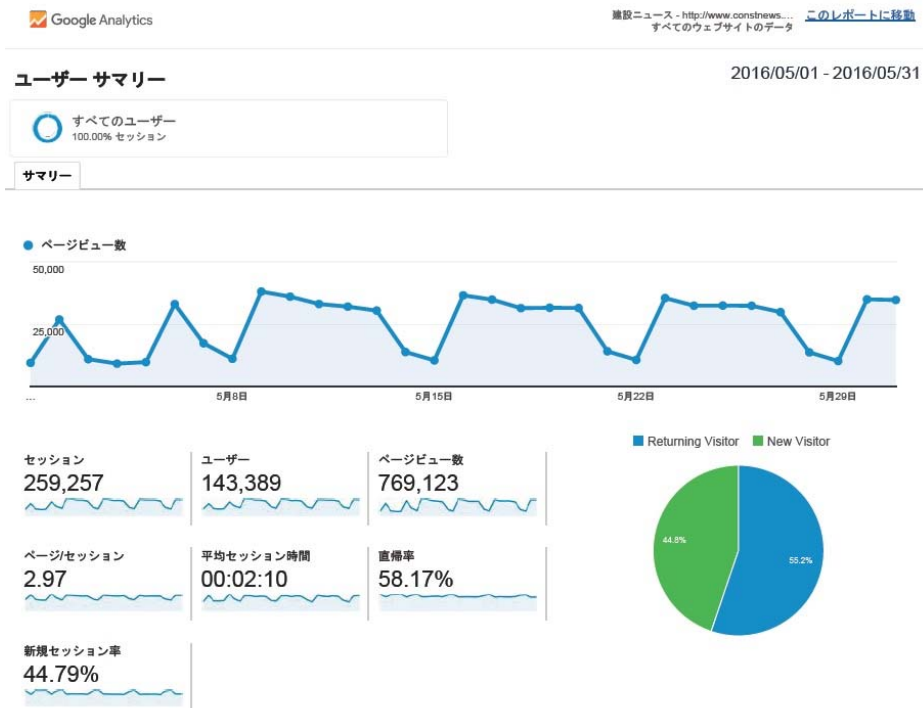 Google Analytics
建設ニュース - http://www.constnews....
すべてのウェブサイトのデータ
このレポートに移動
ユーザー サマリー
2016/05/01 - 2016/05/31
すべてのユーザー
100.00% セッション
サマリー
ページビュー数
50,000
25,000
...
5月8日
5月15日
5月22日
5月29日
Returning Visitor
New Visitor
セッション
259,257
ユーザー
143,389
ページビュー数
769,123
ページ/セッション
2.97
平均セッション時間
00:02:10
直帰率
58.17%
新規セッション率
44.79%
44.8%
55.2%